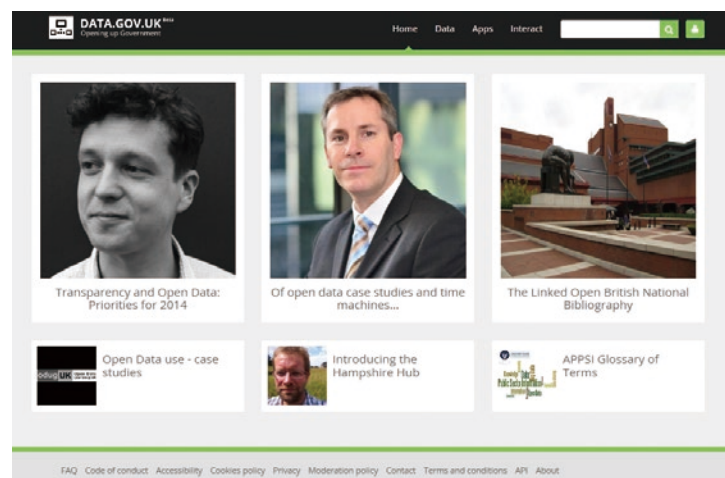 DATA.GOV.UK Beta
Opening up Government
Home Data Apps Interact
Transparency and Open Data:
Priorities for 2014
Of open data case studies and time
machines...
The Linked Open British National
Bibliography
odug UK
Open Data use - case
studies
Introducing the
Hampshire Hub
APPSI Glossary of
Terms
FAQ Code of conduct Accessibility Cookies policy Privacy Moderation policy Contact Terms and conditions API About